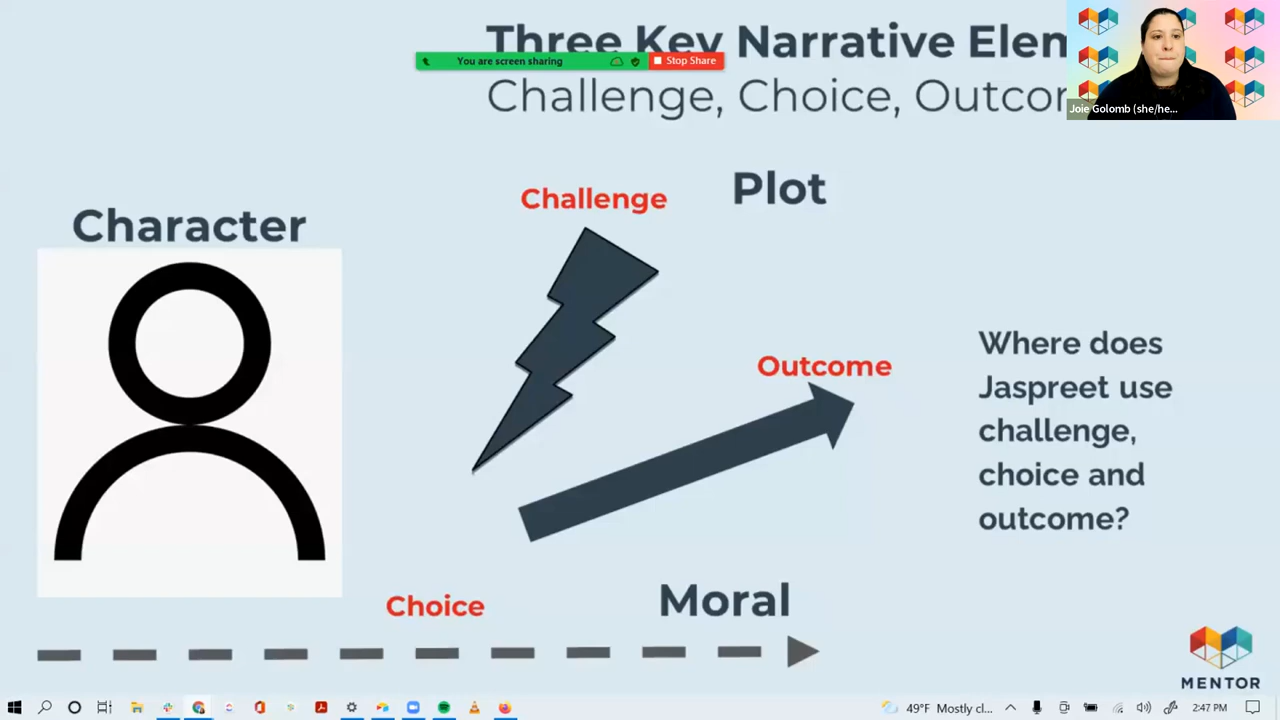 Three Key Narrative Elem
You are screen sharing
Stop Share
Challenge, Choice, Outcor
Joie Golomb (she/he...
Challenge
Plot
Character
Outcome
Where does
Jaspreet use
challenge,
choice and
outcome?
Choice
Moral
MENTOR
49°F Mostly cl...
2:47 PM